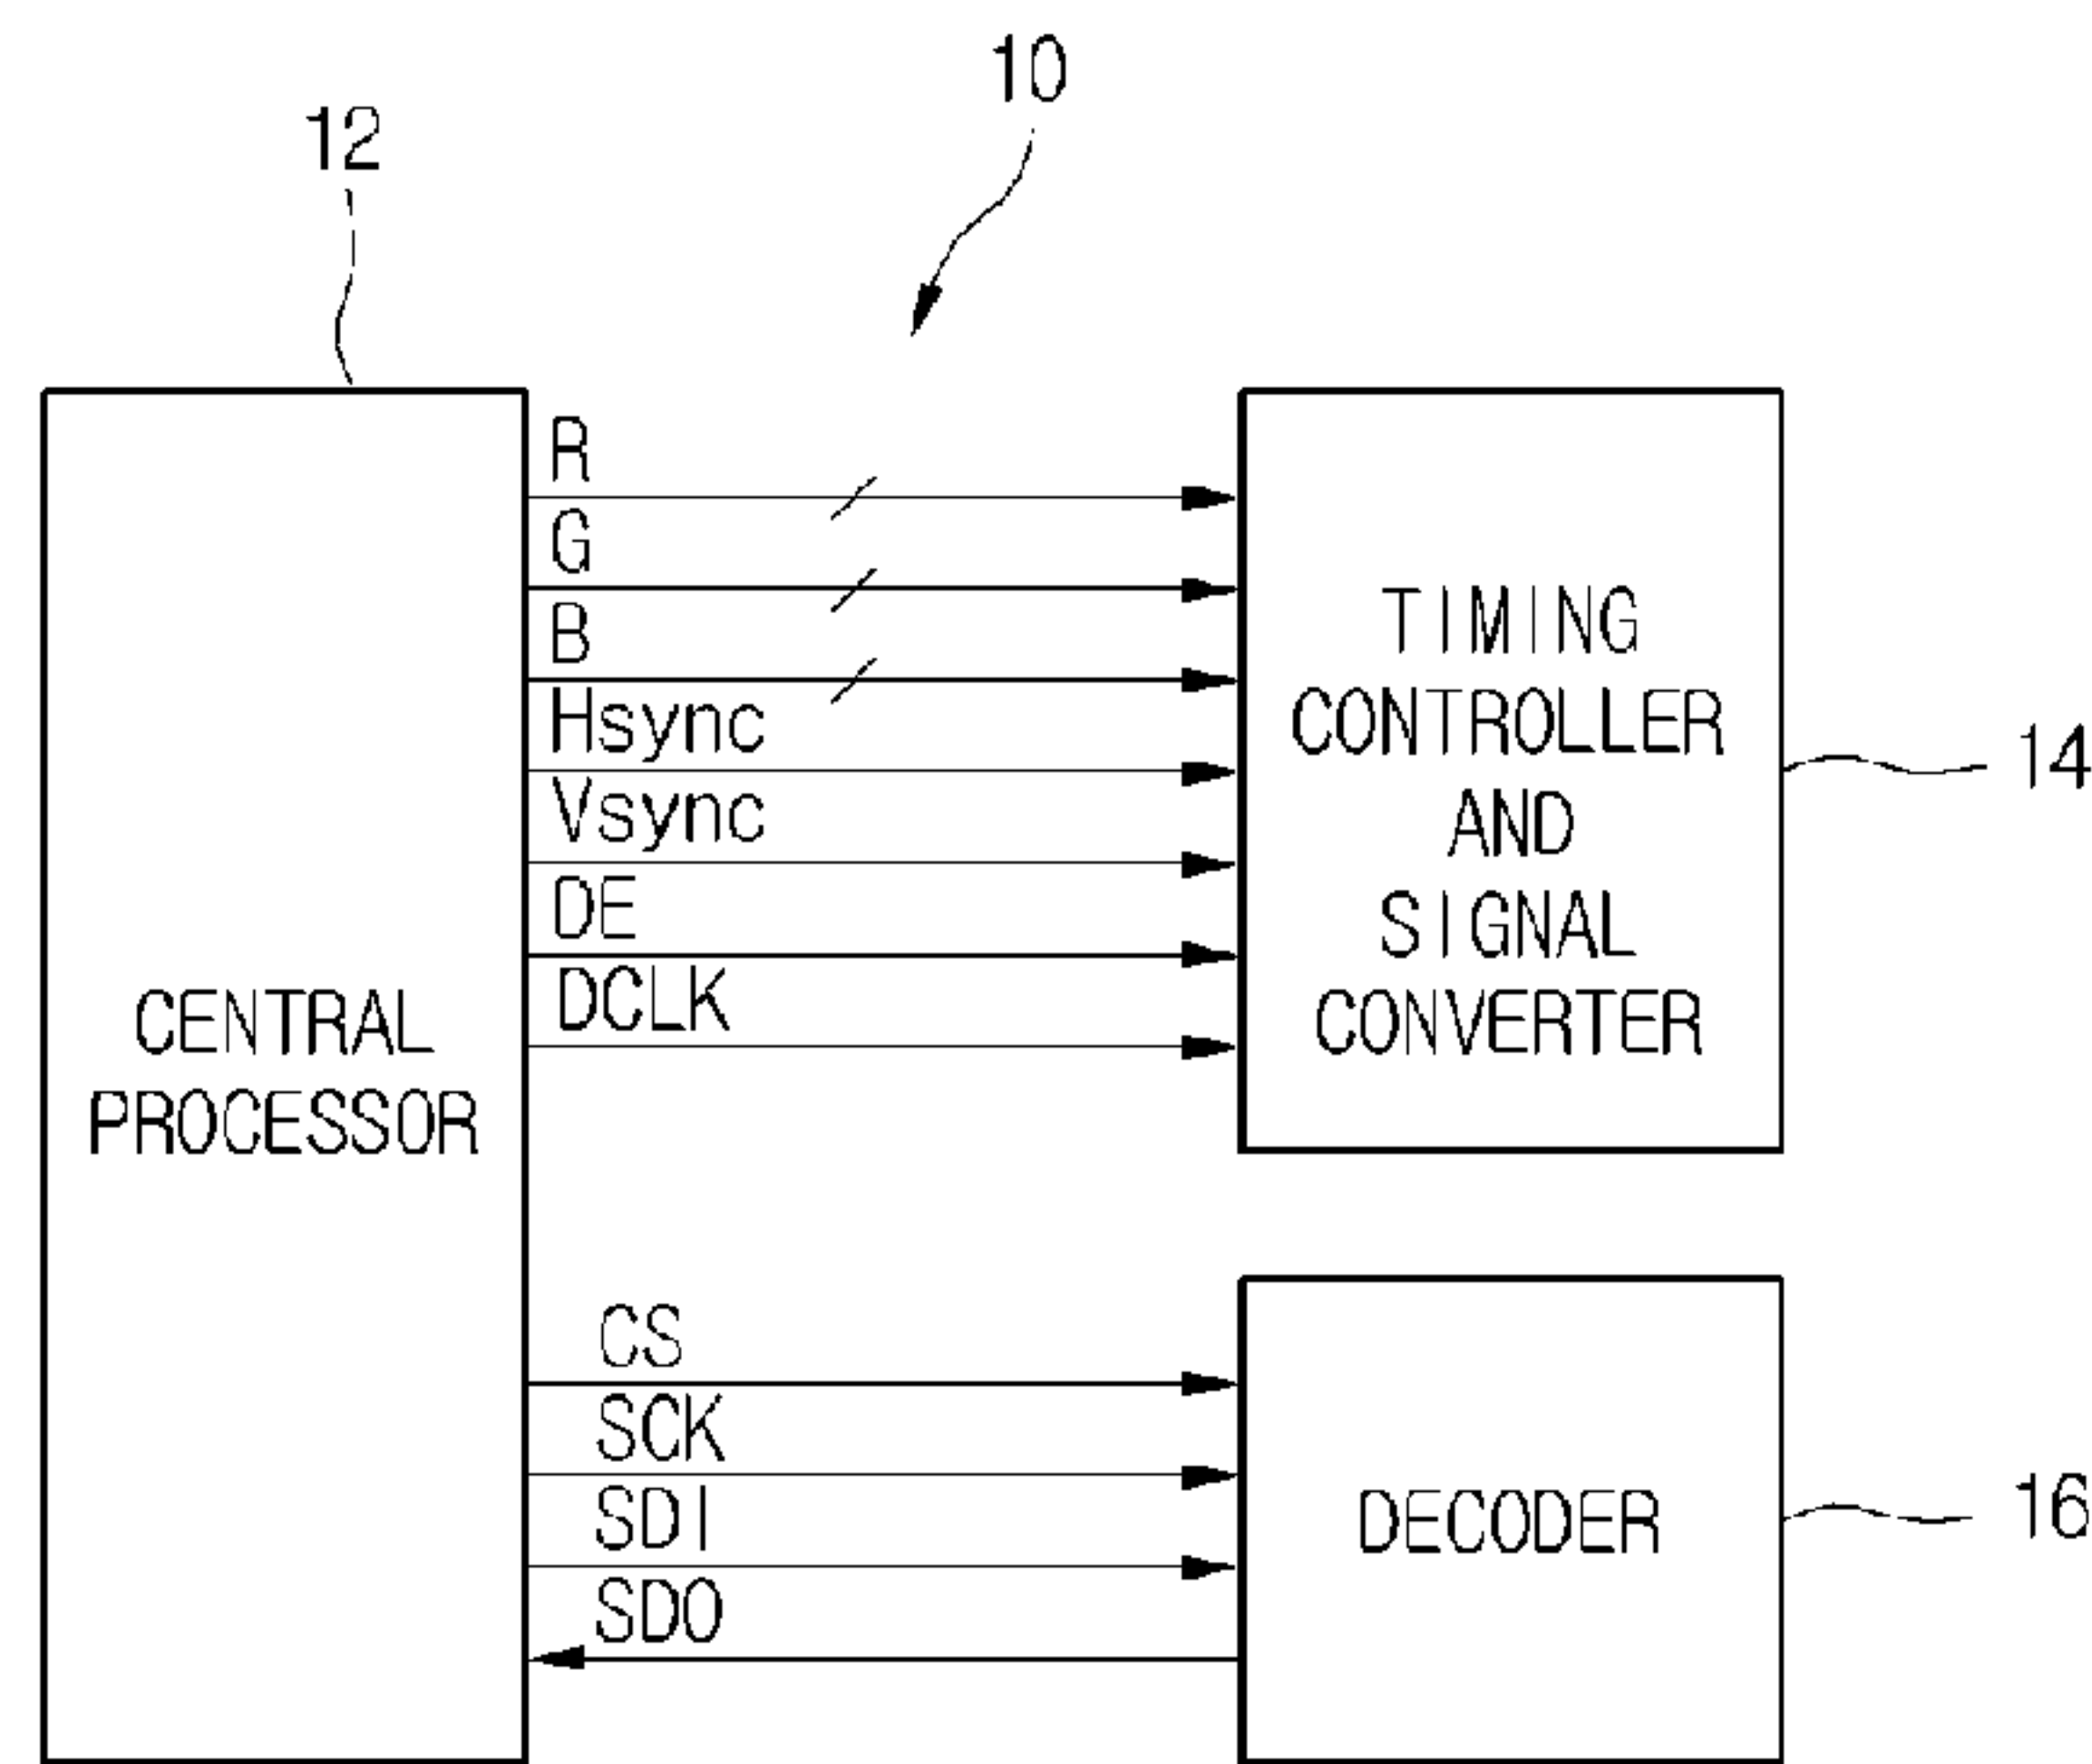 10
12
R
G
B
Hsync
Vsync
DE
DCLK
CENTRAL
PROCESSOR
TIMING
CONTROLLER
AND
SIGNAL
CONVERTER
14
CS
SCK
SDI
SDO
DECODER
16